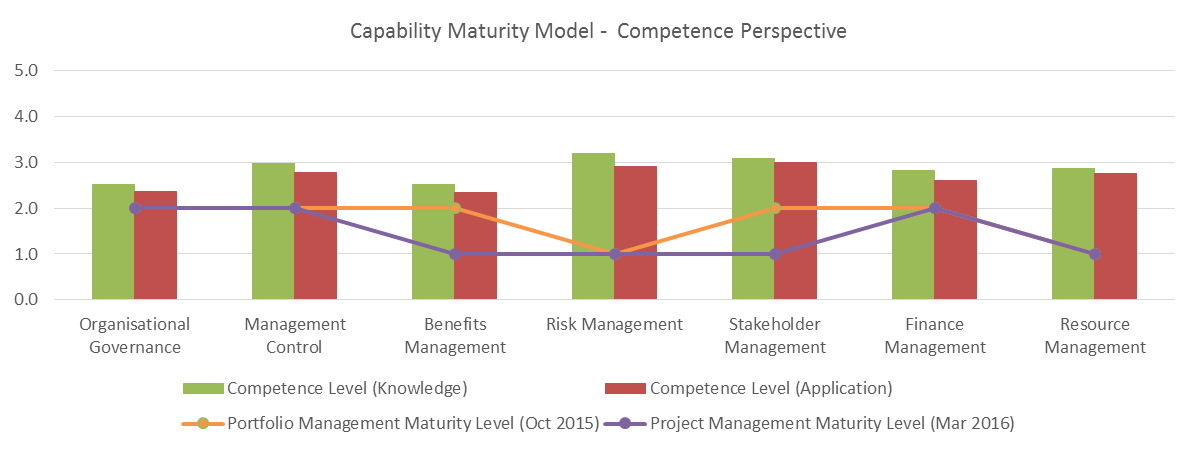 Capability Maturity Model -  Competence Perspective
5.0
4.0
3.0
2.0
1.0
0.0
Organisational Governance
Management Control
Benefits Management
Risk Management
Stakeholder Management
Finance Management
Resource Management
Competence Level (Knowledge)
Competence Level (Application)
Portfolio Management Maturity Level (Oct 2015)
Project Management Maturity Level (Mar 2016)